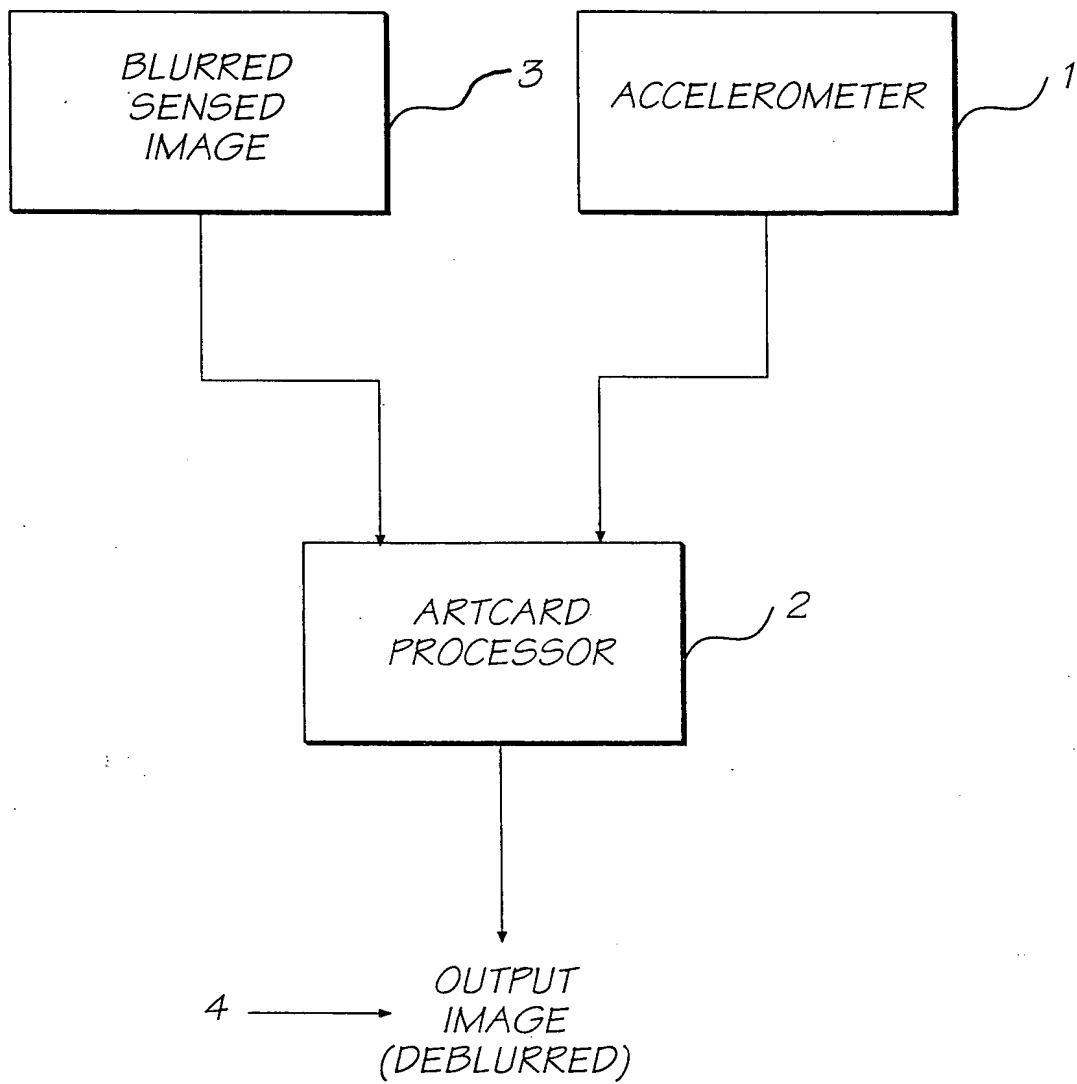 BLURRED
SENSED
IMAGE
3
ACCELEROMETER
1
ARTCARD
PROCESSOR
2
4
OUTPUT
IMAGE
(DEBLURRED)